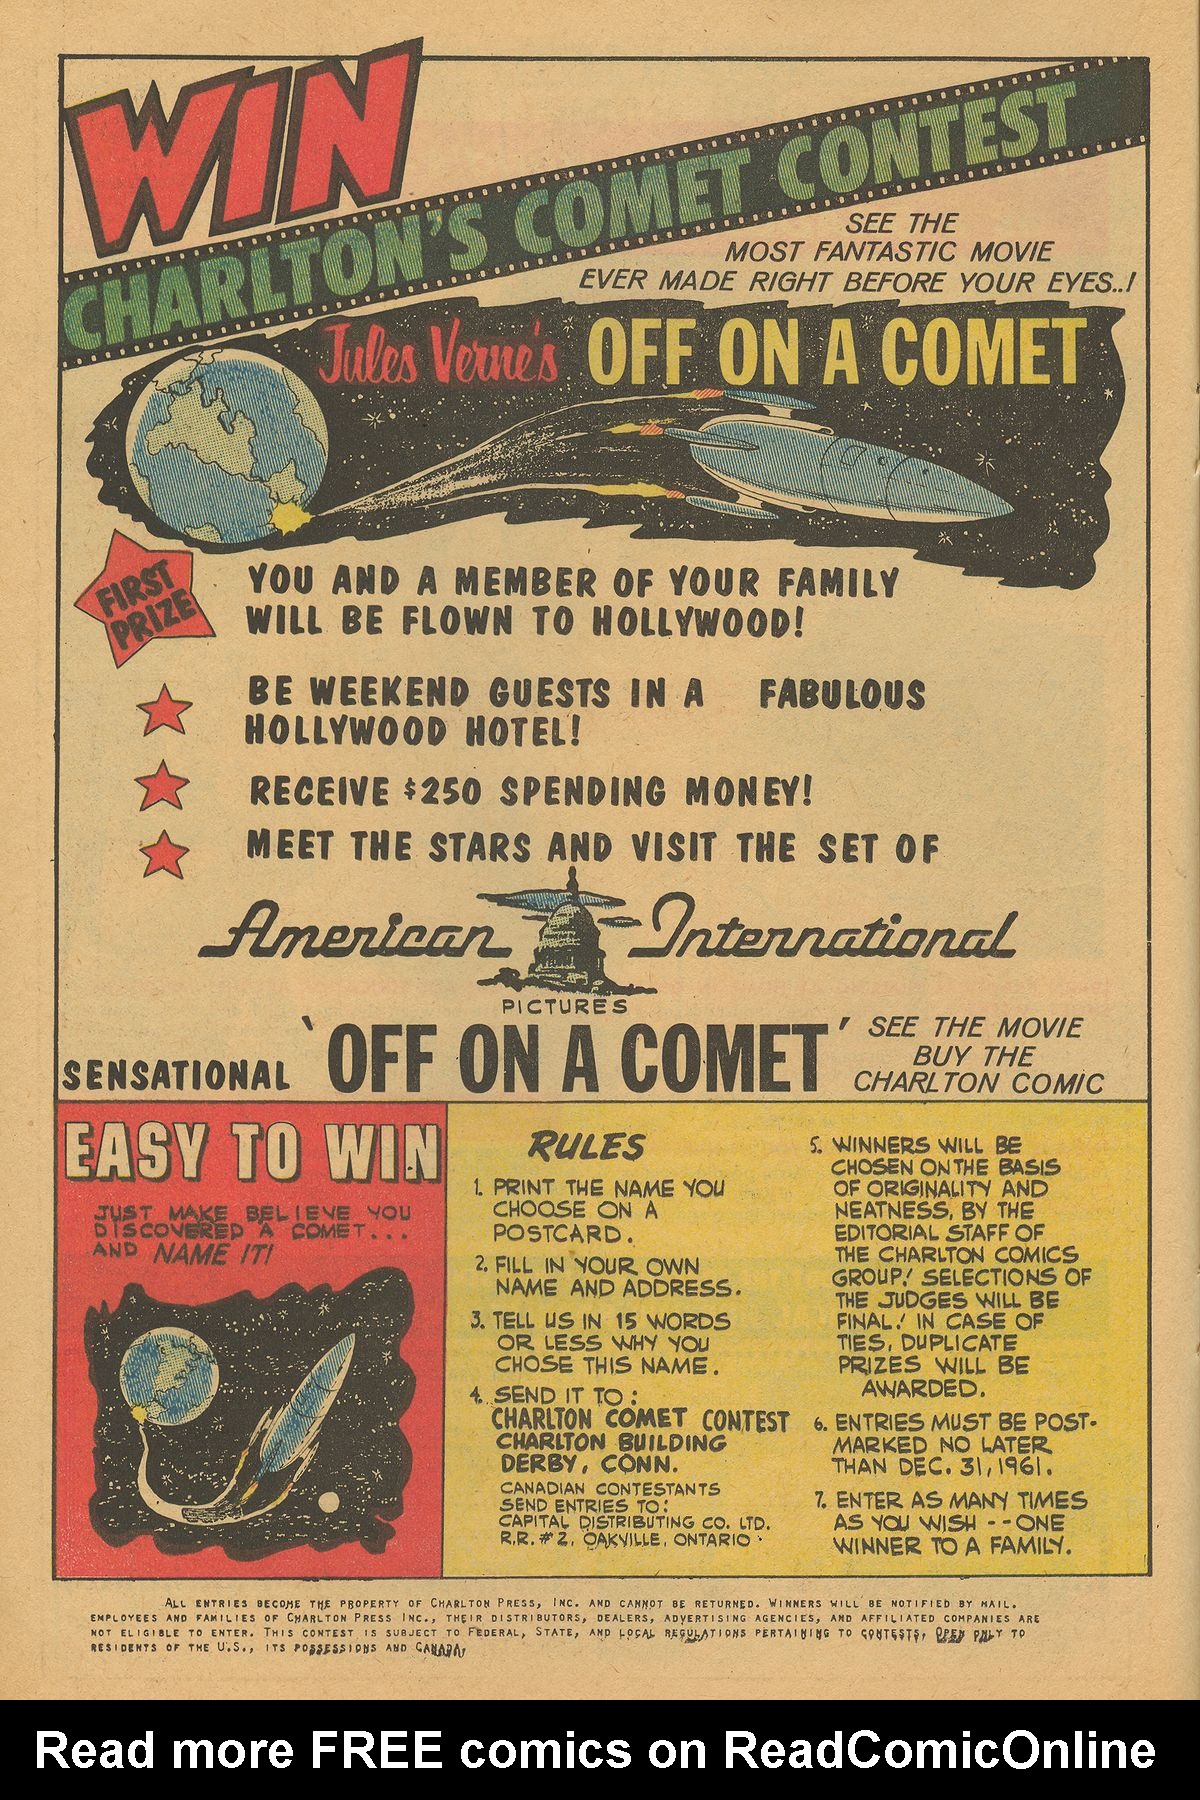 WIN
CHARLTON'S COMET CONTEST
SEE THE
MOST FANTASTIC MOVIE
EVER MADE RIGHT BEFORE YOUR EYES..!
Jules Verne's OFF ON A COMET
FIRST
PRIZE
YOU AND A MEMBER OF YOUR FAMILY
WILL BE FLOWN TO HOLLYWOOD!
BE WEEKEND GUESTS IN A FABULOUS
HOLLYWOOD HOTEL!
RECEIVE $250 SPENDING MONEY!
MEET THE STARS AND VISIT THE SET OF
American International
PICTURES
SENSATIONAL 'OFF ON A COMET'
SEE THE MOVIE
BUY THE
CHARLTON COMIC
EASY TO WIN
JUST MAKE BELIEVE YOU
DISCOVERED A COMET...
AND NAME IT!
RULES
1. PRINT THE NAME YOU
CHOOSE ON A
POSTCARD.
2. FILL IN YOUR OWN
NAME AND ADDRESS.
3. TELL US IN 15 WORDS
OR LESS WHY YOU
CHOSE THIS NAME.
4. SEND IT TO:
CHARLTON COMET CONTEST
CHARLTON BUILDING
DERBY, CONN.
CANADIAN CONTESTANTS
SEND ENTRIES TO:
CAPITAL DISTRIBUTING CO. LTD.
R.R. #2, OAKVILLE, ONTARIO
5. WINNERS WILL BE
CHOSEN ON THE BASIS
OF ORIGINALITY AND
NEATNESS, BY THE
EDITORIAL STAFF OF
THE CHARLTON COMICS
GROUP! SELECTIONS OF
THE JUDGES WILL BE
FINAL! IN CASE OF
TIES, DUPLICATE
PRIZES WILL BE
AWARDED.
6. ENTRIES MUST BE POST-
MARKED NO LATER
THAN DEC. 31, 1961.
7. ENTER AS MANY TIMES
AS YOU WISH -- ONE
WINNER TO A FAMILY.
ALL ENTRIES BECOME THE PROPERTY OF CHARLTON PRESS, INC. AND CANNOT BE RETURNED. WINNERS WILL BE NOTIFIED BY MAIL.
EMPLOYEES AND FAMILIES OF CHARLTON PRESS INC., THEIR DISTRIBUTORS, DEALERS, ADVERTISING AGENCIES, AND AFFILIATED COMPANIES ARE
NOT ELIGIBLE TO ENTER. THIS CONTEST IS SUBJECT TO FEDERAL, STATE, AND LOCAL REGULATIONS PERTAINING TO CONTESTS. OPEN ONLY TO
RESIDENTS OF THE U.S., ITS POSSESSIONS AND CANADA.
Read more FREE comics on ReadComicOnline